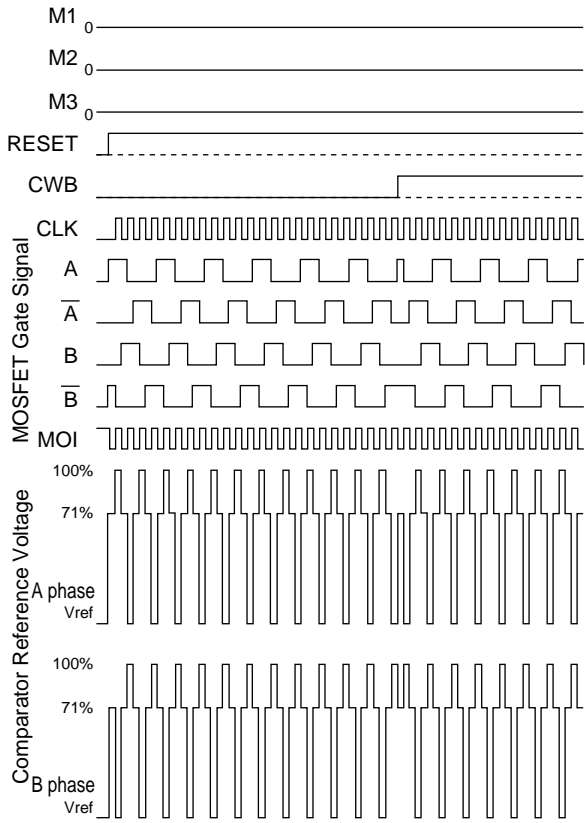 M1 0
M2 0
M3 0
RESET
CWB
CLK
MOSFET Gate Signal
A
A̅
B
B̅
MOI
Comparator Reference Voltage
100%
71%
A phase
Vref
100%
71%
B phase
Vref